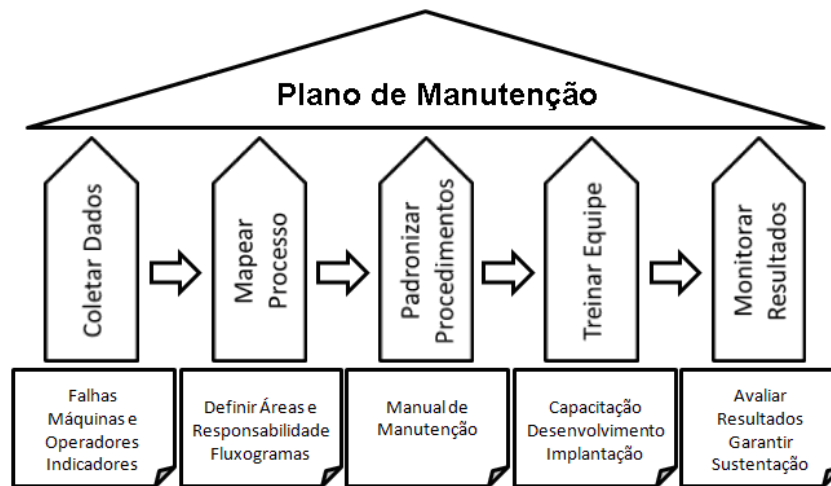 Plano de Manutenção
Coletar Dados
Mapear
Processo
Padronizar
Procedimentos
Treinar Equipe
Monitorar
Resultados
Falhas
Máquinas e
Operadores
Indicadores
Definir Áreas e
Responsabilidade
Fluxogramas
Manual de
Manutenção
Capacitação
Desenvolvimento
Implantação
Avaliar
Resultados
Garantir
Sustentação